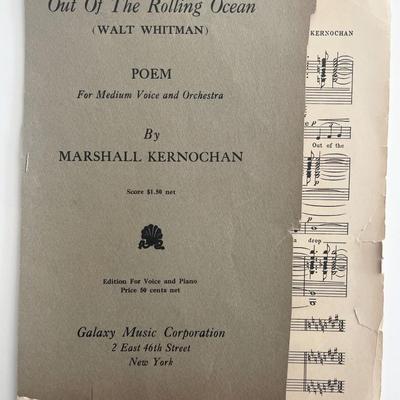 Out Of The Rolling Ocean
(WALT WHITMAN)
POEM
For Medium Voice and Orchestra
By
MARSHALL KERNOCHAN
Score $1.50 net
Edition For Voice and Piano
Price 50 cents net
Galaxy Music Corporation
2 East 46th Street
New York
KERNOCHAN
Out of the
a drop